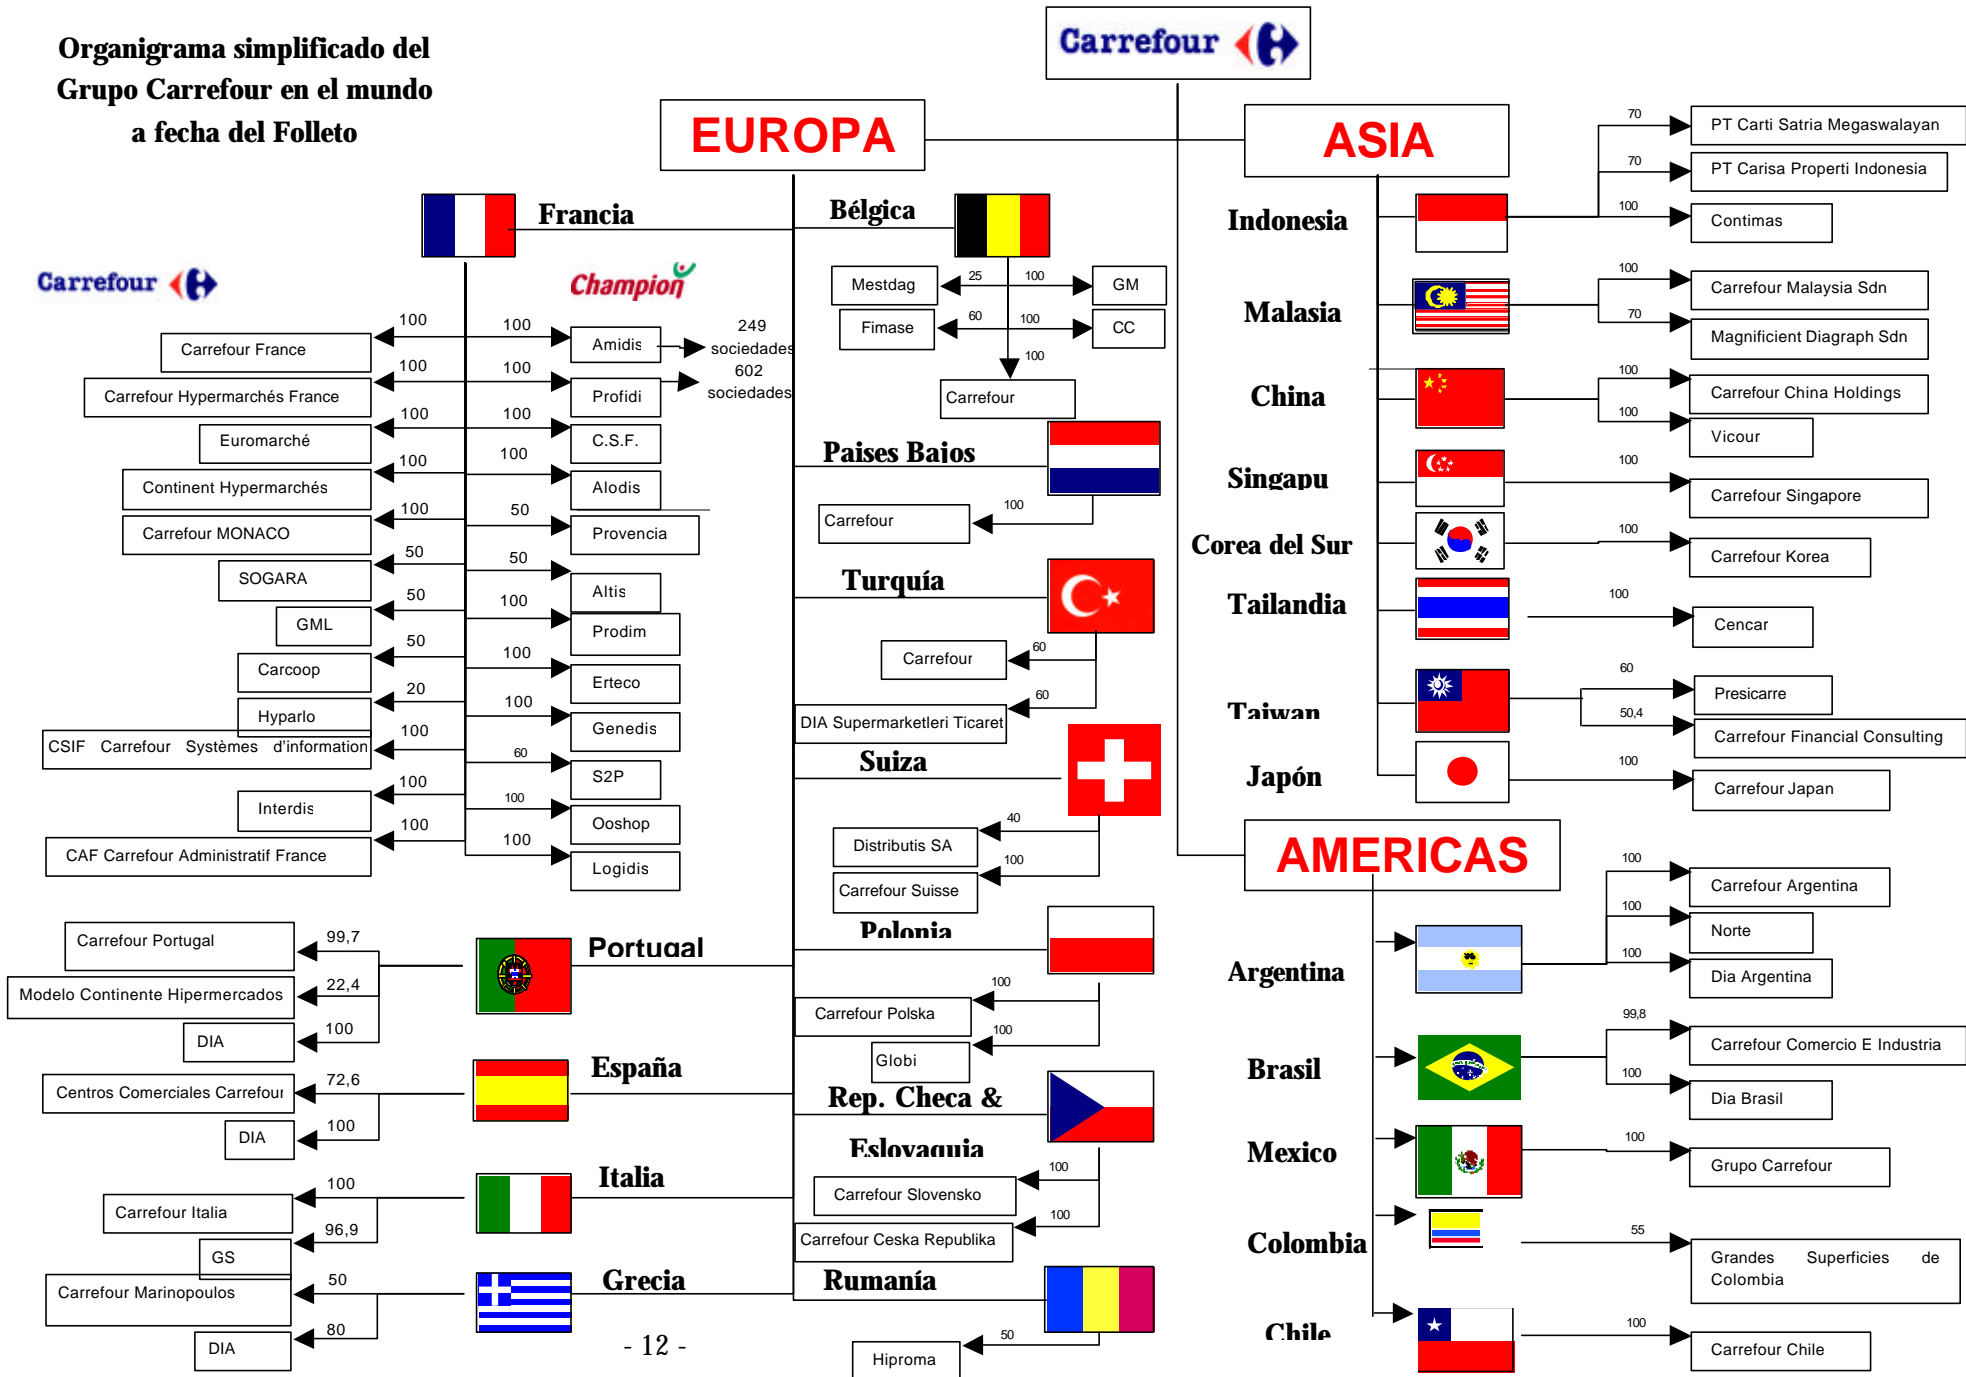 Organigrama simplificado del
Grupo Carrefour en el mundo
a fecha del Folleto
Carrefour
EUROPA
ASIA
Francia
Carrefour
Champion
100
Carrefour France
100
Carrefour Hypermarchés France
100
Euromarché
100
Continent Hypermarchés
100
Carrefour MONACO
50
SOGARA
50
GML
50
Carcoop
20
Hyparlo
100
CSIF Carrefour Systèmes d'information
100
Interdis
100
CAF Carrefour Administratif France
100
Amidis
249
sociedades
100
Profidi
602
sociedades
100
C.S.F.
100
Alodis
50
Provencia
50
Altis
100
Prodim
100
Erteco
100
Genedis
60
S2P
100
Ooshop
100
Logidis
Portugal
99,7
Carrefour Portugal
22,4
Modelo Continente Hipermercados
100
DIA
España
72,6
Centros Comerciales Carrefour
100
DIA
Italia
100
Carrefour Italia
96,9
GS
Grecia
50
Carrefour Marinopoulos
80
DIA
Bélgica
25
Mestdag
100
GM
60
Fimase
100
CC
100
Carrefour
Paises Bajos
100
Carrefour
Turquía
60
Carrefour
60
DIA Supermarketleri Ticaret
Suiza
40
Distributis SA
100
Carrefour Suisse
Polonia
100
Carrefour Polska
100
Globi
Rep. Checa &
Eslovaquia
100
Carrefour Slovensko
100
Carrefour Ceska Republika
Rumanía
50
Hiproma
Indonesia
70
PT Carti Satria Megaswalayan
70
PT Carisa Properti Indonesia
100
Contimas
Malasia
100
Carrefour Malaysia Sdn
70
Magnificient Diagraph Sdn
China
100
Carrefour China Holdings
100
Vicour
Singapu
100
Carrefour Singapore
Corea del Sur
100
Carrefour Korea
Tailandia
100
Cencar
Taiwan
60
Presicarre
50,4
Carrefour Financial Consulting
Japón
100
Carrefour Japan
AMERICAS
Argentina
100
Carrefour Argentina
100
Norte
100
Dia Argentina
Brasil
99,8
Carrefour Comercio E Industria
100
Dia Brasil
Mexico
100
Grupo Carrefour
Colombia
55
Grandes Superficies de
Colombia
Chile
100
Carrefour Chile
- 12 -